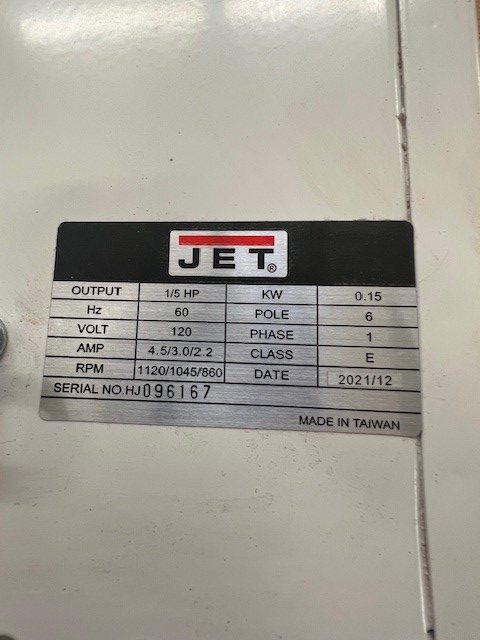 JET®
OUTPUT 1/5 HP KW 0.15
Hz 60 POLE 6
VOLT 120 PHASE 1
AMP 4.5/3.0/2.2 CLASS E
RPM 1120/1045/860 DATE 2021/12
SERIAL NO.HJ096167
MADE IN TAIWAN